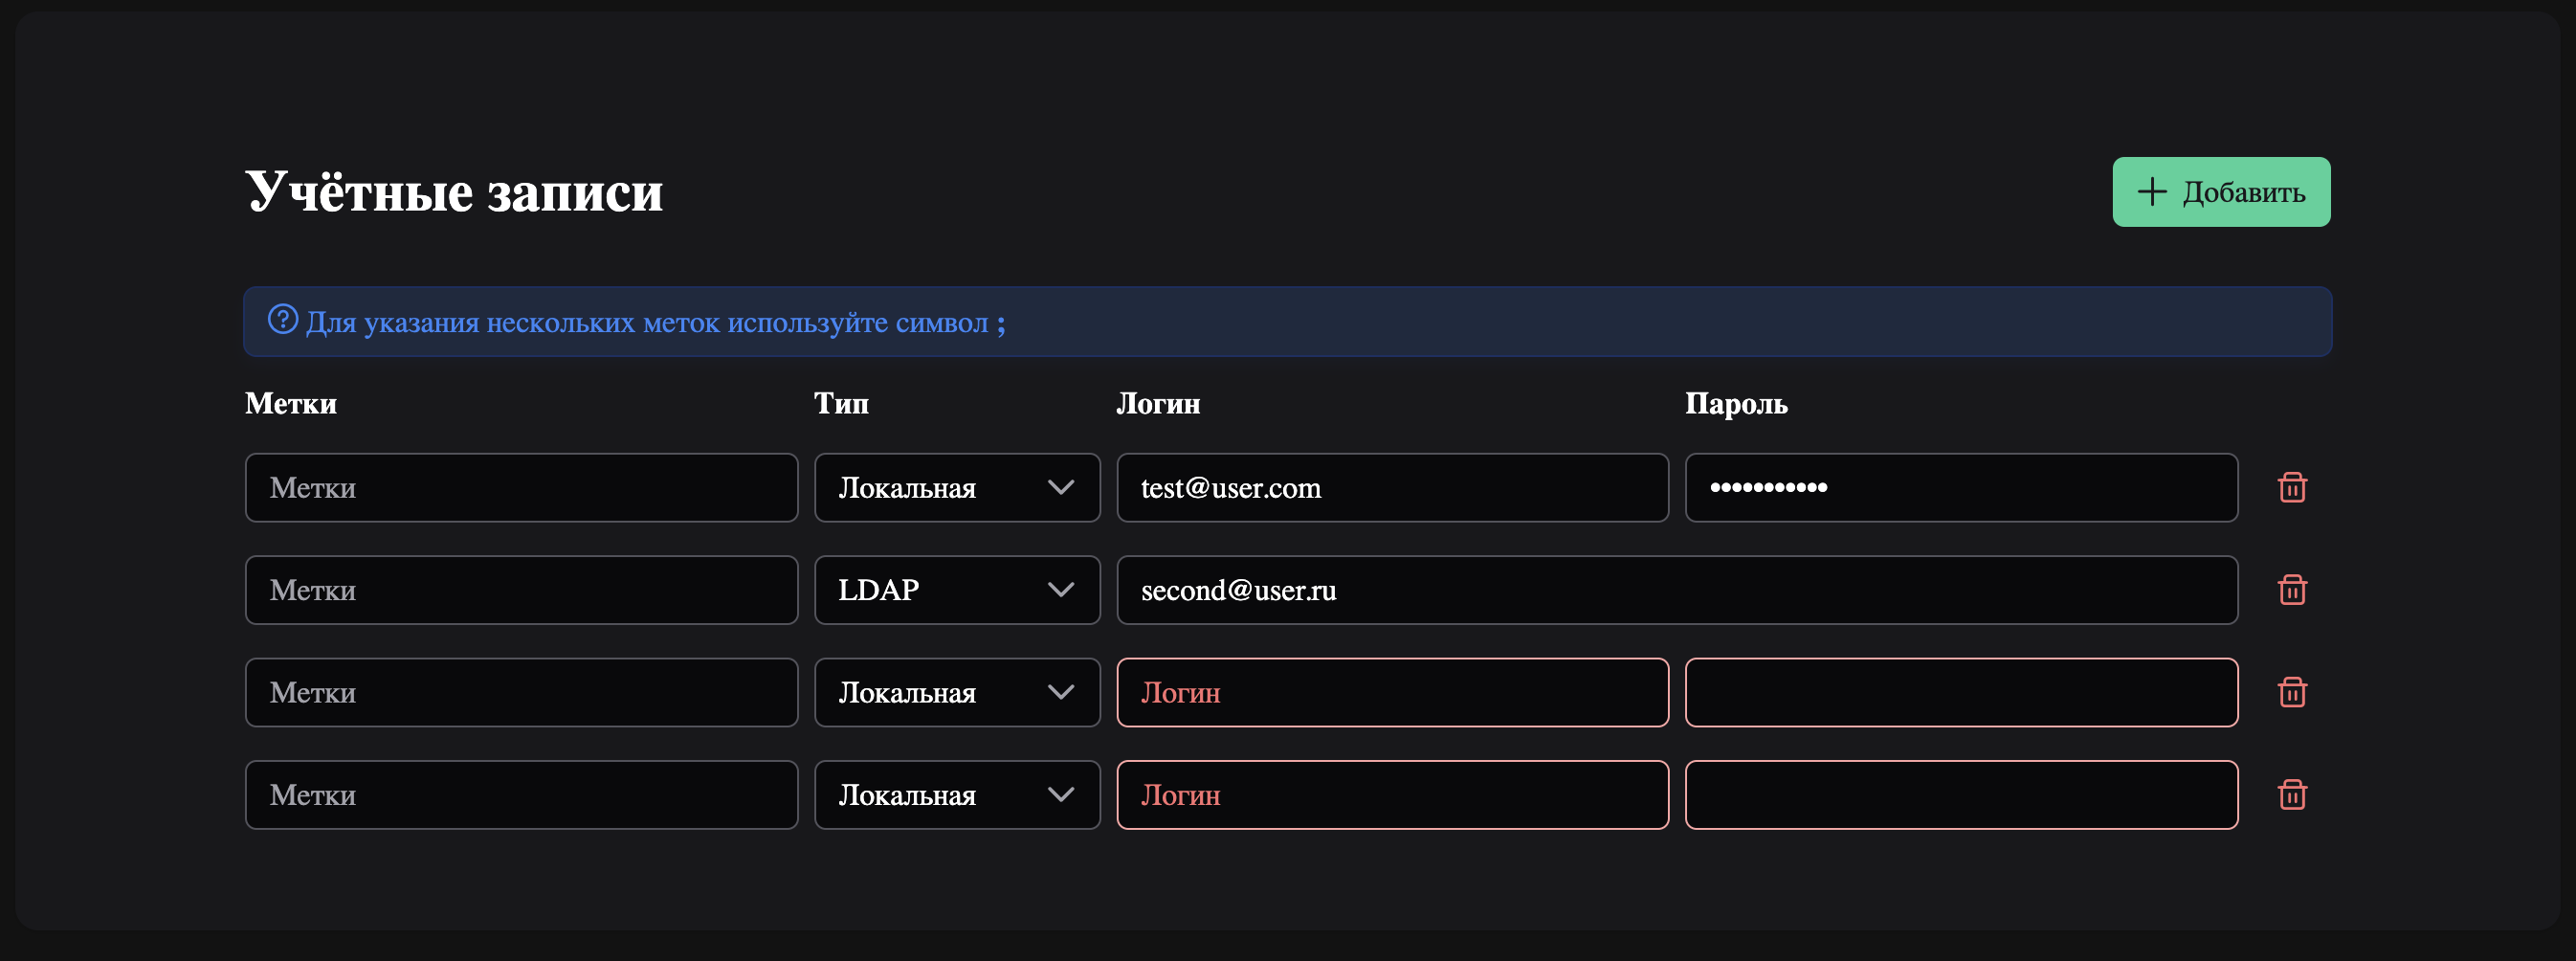 Учётные записи
+ Добавить
Для указания нескольких меток используйте символ ;
Метки Тип Логин Пароль
Метки Локальная test@user.com •••••••••••
Метки LDAP second@user.ru
Метки Локальная Логин
Метки Локальная Логин